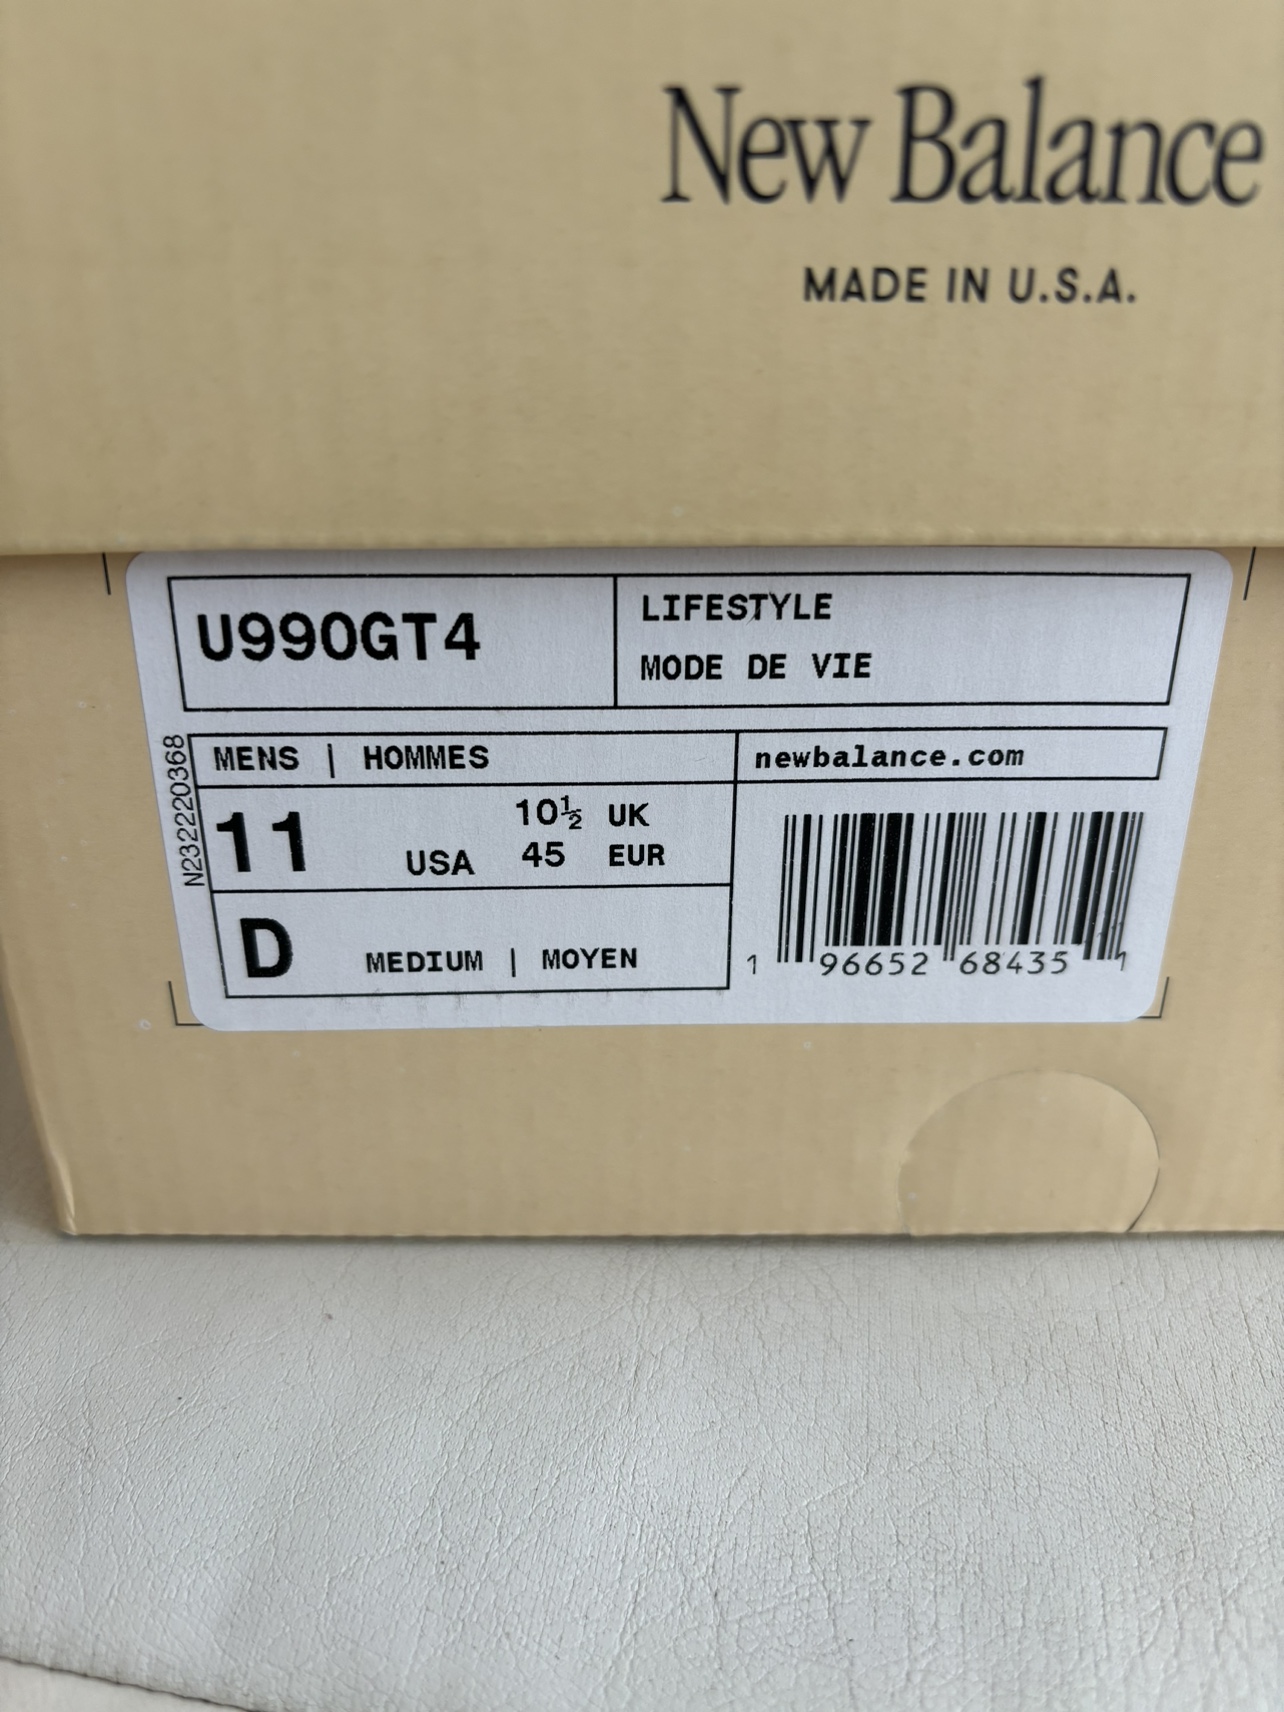 New Balance
MADE IN U.S.A.
U990GT4
LIFESTYLE
MODE DE VIE
N232220368
MENS | HOMMES
newbalance.com
11 USA
10½ UK
45 EUR
D MEDIUM | MOYEN
1 96652 68435 1